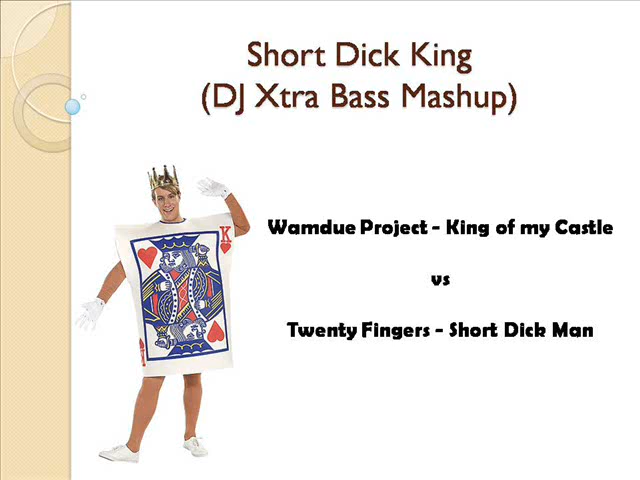 Short Dick King
(DJ Xtra Bass Mashup)
K
Wamdue Project - King of my Castle
vs
Twenty Fingers - Short Dick Man
K